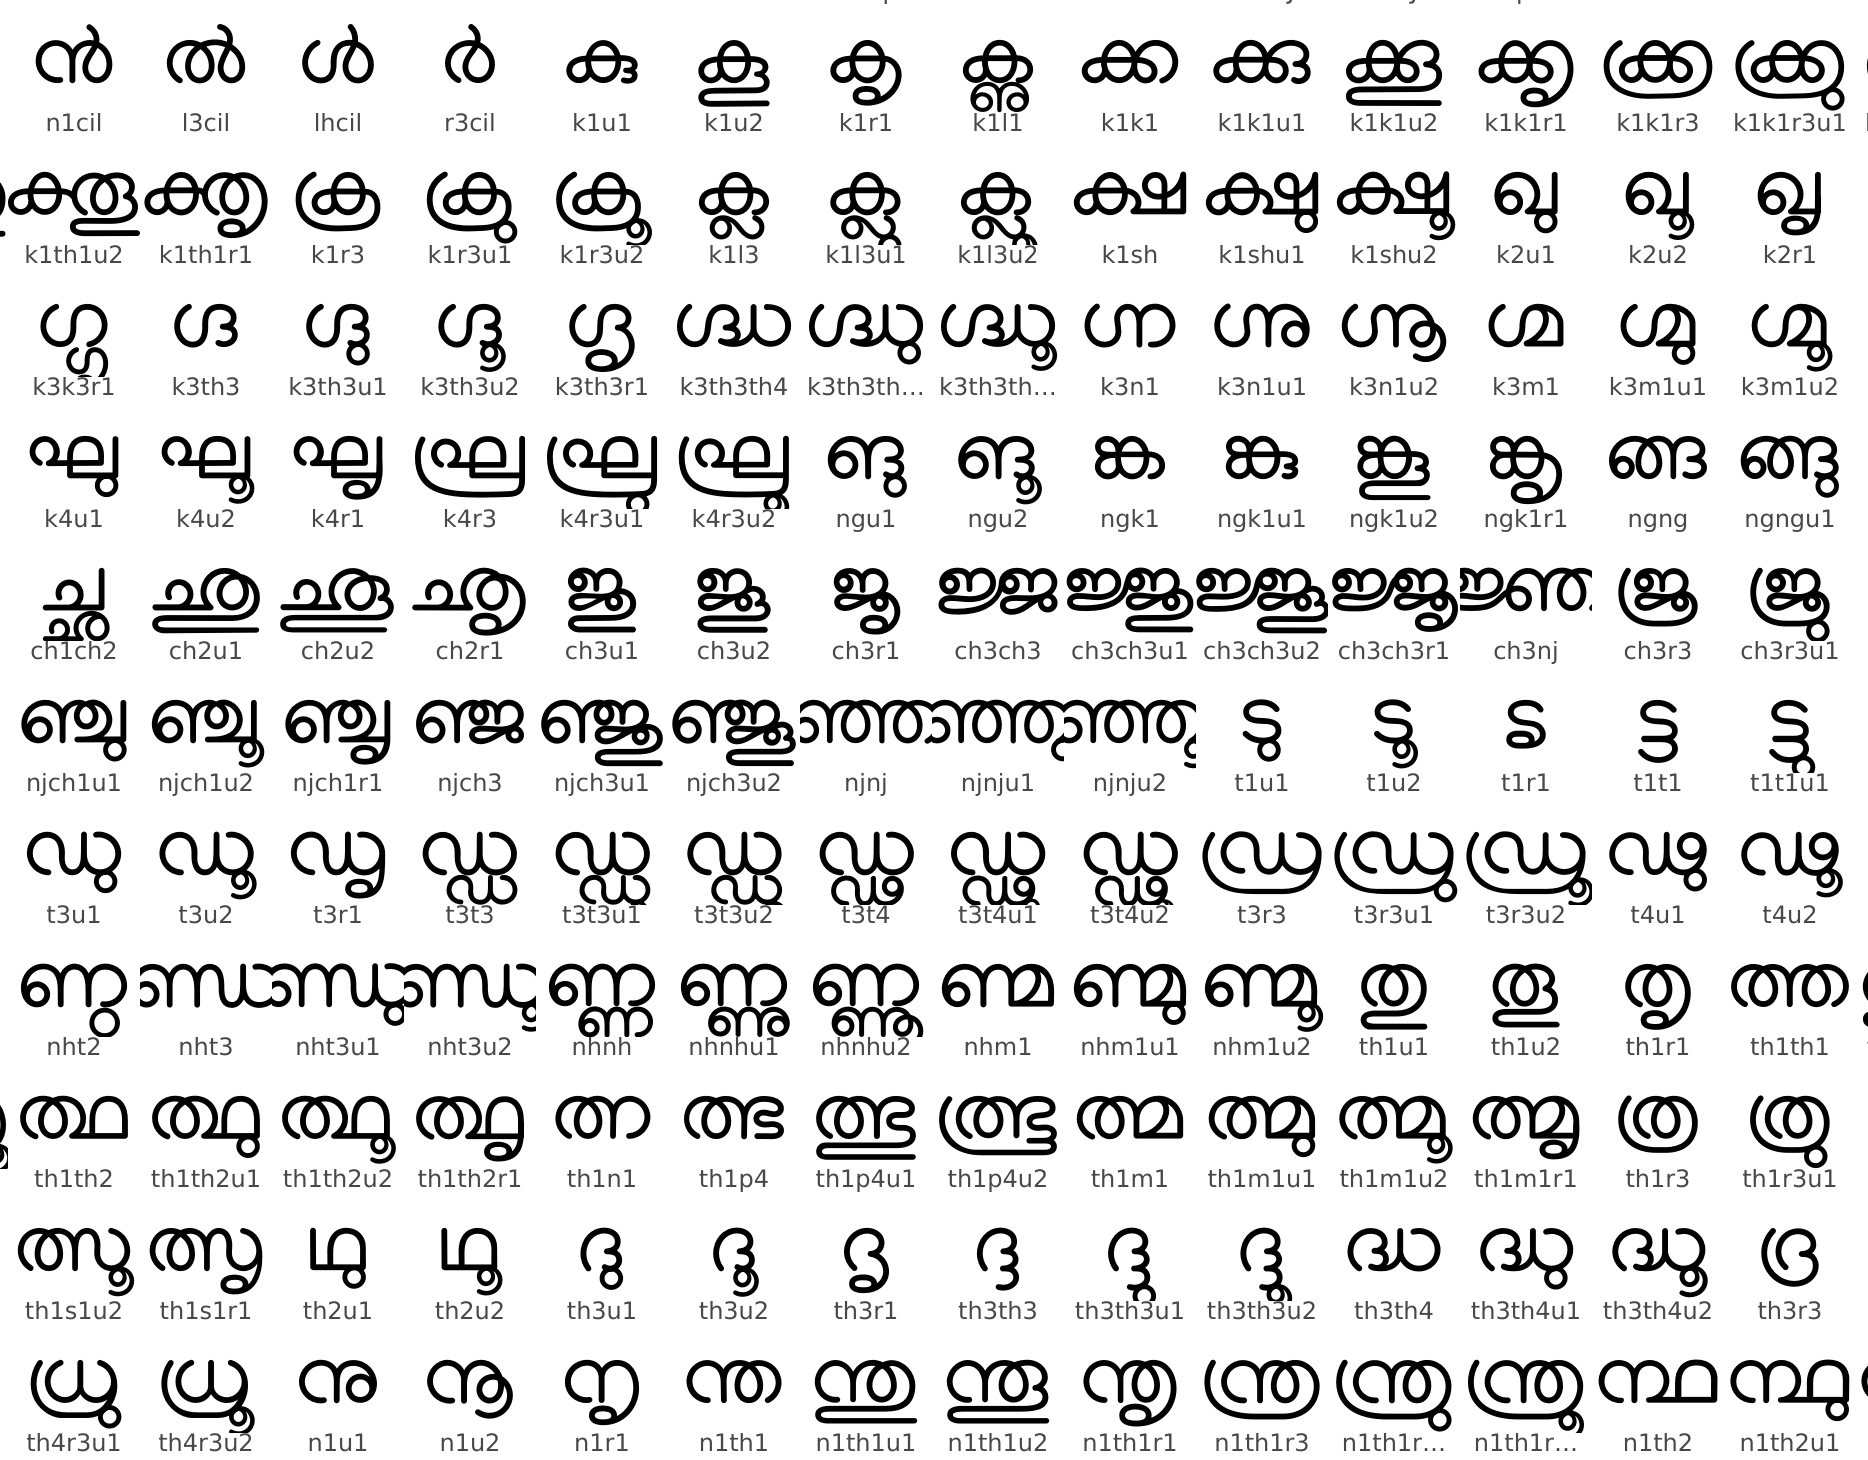 ൻ ൽ ൾ ർ കു കൂ കൃ ക്ഌ ക്ക ക്കു ക്കൂ ക്കൃ ക്ക്ര ക്ക്രു
n1cil l3cil lhcil r3cil k1u1 k1u2 k1r1 k1l1 k1k1 k1k1u1 k1k1u2 k1k1r1 k1k1r3 k1k1r3u1
ക്തൂ ക്തൃ ക്ര ക്രു ക്രൂ ക്ല ക്ലു ക്ലൂ ക്ഷ ക്ഷു ക്ഷൂ ഖു ഖൂ ഖൃ
k1th1u2 k1th1r1 k1r3 k1r3u1 k1r3u2 k1l3 k1l3u1 k1l3u2 k1sh k1shu1 k1shu2 k2u1 k2u2 k2r1
ഗ്ഗൃ ഗ്ദ ഗ്ദു ഗ്ദൂ ഗ്ദൃ ഗ്ദ്ധ ഗ്ദ്ധു ഗ്ദ്ധൂ ഗ്ന ഗ്നു ഗ്നൂ ഗ്മ ഗ്മു ഗ്മൂ
k3k3r1 k3th3 k3th3u1 k3th3u2 k3th3r1 k3th3th4 k3th3th… k3th3th… k3n1 k3n1u1 k3n1u2 k3m1 k3m1u1 k3m1u2
ഘു ഘൂ ഘൃ ഘ്ര ഘ്രു ഘ്രൂ ങു ങൂ ങ്ക ങ്കു ങ്കൂ ങ്കൃ ങ്ങ ങ്ങു
k4u1 k4u2 k4r1 k4r3 k4r3u1 k4r3u2 ngu1 ngu2 ngk1 ngk1u1 ngk1u2 ngk1r1 ngng ngngu1
ച്ഛ ഛു ഛൂ ഛൃ ജു ജൂ ജൃ ജ്ജ ജ്ജു ജ്ജൂ ജ്ജൃ ജ്ഞ ജ്ര ജ്രു
ch1ch2 ch2u1 ch2u2 ch2r1 ch3u1 ch3u2 ch3r1 ch3ch3 ch3ch3u1 ch3ch3u2 ch3ch3r1 ch3nj ch3r3 ch3r3u1
ഞ്ചു ഞ്ചൂ ഞ്ചൃ ഞ്ജ ഞ്ജു ഞ്ജൂ ഞ്ഞ ഞ്ഞു ഞ്ഞൂ ടു ടൂ ടൃ ട്ട ട്ടു
njch1u1 njch1u2 njch1r1 njch3 njch3u1 njch3u2 njnj njnju1 njnju2 t1u1 t1u2 t1r1 t1t1 t1t1u1
ഡു ഡൂ ഡൃ ഡ്ഡ ഡ്ഡു ഡ്ഡൂ ഡ്ഢ ഡ്ഢു ഡ്ഢൂ ഡ്ര ഡ്രു ഡ്രൂ ഢു ഢൂ
t3u1 t3u2 t3r1 t3t3 t3t3u1 t3t3u2 t3t4 t3t4u1 t3t4u2 t3r3 t3r3u1 t3r3u2 t4u1 t4u2
ണ്ഠ ണ്ഡ ണ്ഡു ണ്ഡൂ ണ്ണ ണ്ണു ണ്ണൂ ണ്മ ണ്മു ണ്മൂ തു തൂ തൃ ത്ത
nht2 nht3 nht3u1 nht3u2 nhnh nhnhu1 nhnhu2 nhm1 nhm1u1 nhm1u2 th1u1 th1u2 th1r1 th1th1
ത്ഥ ത്ഥു ത്ഥൂ ത്ഥൃ ത്ന ത്ഭ ത്ഭു ത്ഭൂ ത്മ ത്മു ത്മൂ ത്മൃ ത്ര ത്രു
th1th2 th1th2u1 th1th2u2 th1th2r1 th1n1 th1p4 th1p4u1 th1p4u2 th1m1 th1m1u1 th1m1u2 th1m1r1 th1r3 th1r3u1
ത്സൂ ത്സൃ ഥു ഥൂ ദു ദൂ ദൃ ദ്ദ ദ്ദു ദ്ദൂ ദ്ധ ദ്ധു ദ്ധൂ ദ്ര
th1s1u2 th1s1r1 th2u1 th2u2 th3u1 th3u2 th3r1 th3th3 th3th3u1 th3th3u2 th3th4 th3th4u1 th3th4u2 th3r3
ധ്രു ധ്രൂ നു നൂ നൃ ന്ത ന്തു ന്തൂ ന്തൃ ന്ത്ര ന്ത്രു ന്ത്രൂ ന്ഥ ന്ഥു
th4r3u1 th4r3u2 n1u1 n1u2 n1r1 n1th1 n1th1u1 n1th1u2 n1th1r1 n1th1r3 n1th1r… n1th1r… n1th2 n1th2u1